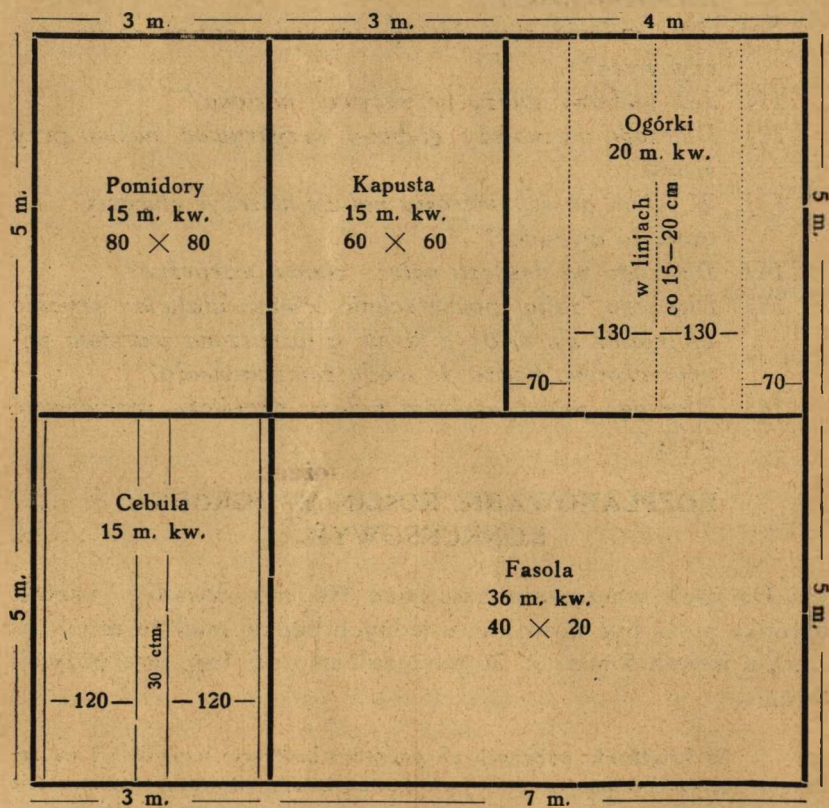 3 m.
3 m.
4 m
5 m.
Pomidory
15 m. kw.
80 × 80
Kapusta
15 m. kw.
60 × 60
Ogórki
20 m. kw.
w linjach
co 15—20 cm
—130—
—130—
—70—
—70—
5 m.
5 m.
Cebula
15 m. kw.
30 ctm.
—120—
—120—
Fasola
36 m. kw.
40 × 20
5 m.
3 m.
7 m.